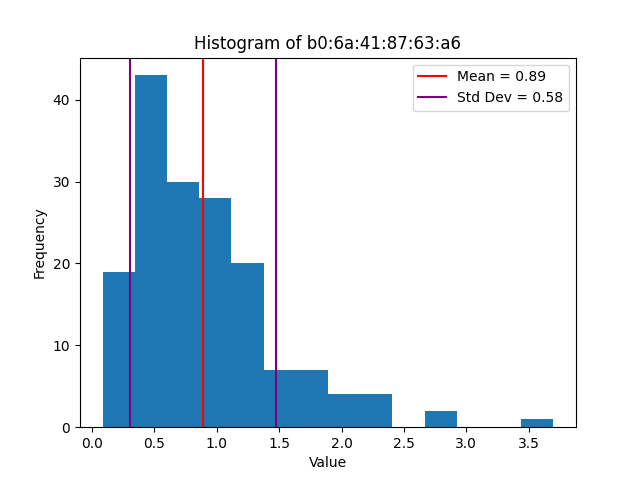 Histogram of b0:6a:41:87:63:a6
Mean = 0.89
Std Dev = 0.58
Frequency
40
30
20
10
0
0.0 0.5 1.0 1.5 2.0 2.5 3.0 3.5
Value